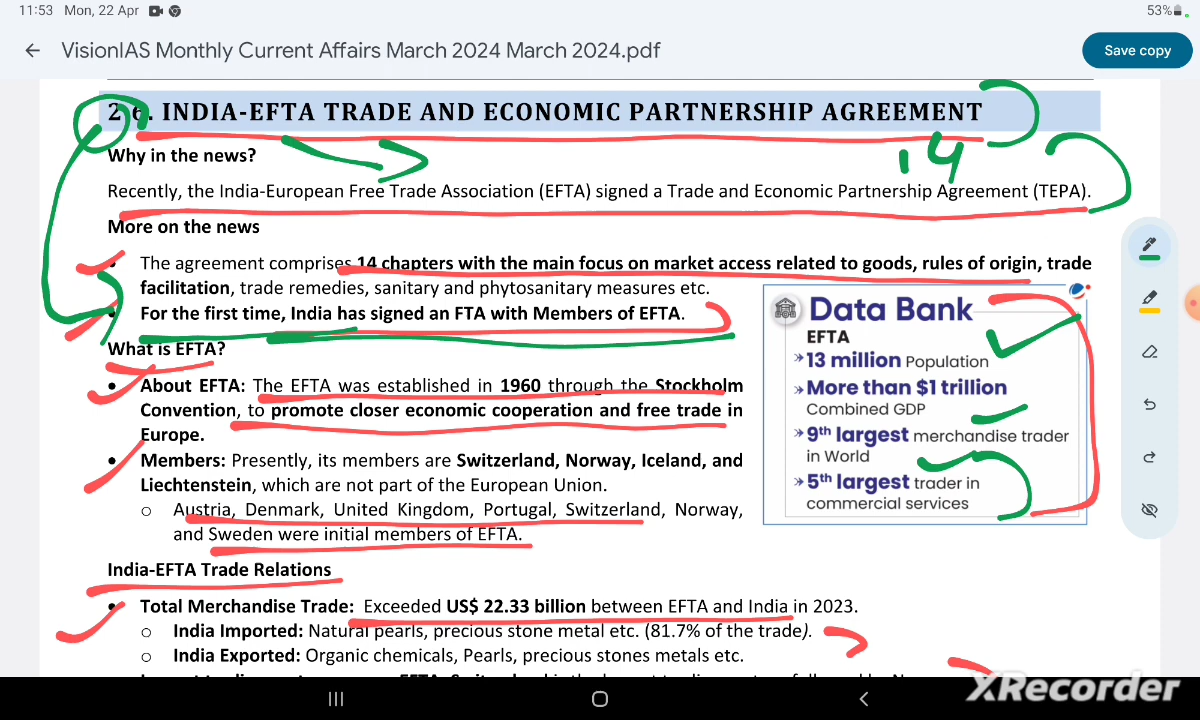 11:53 Mon, 22 Apr
53%
VisionIAS Monthly Current Affairs March 2024 March 2024.pdf
Save copy
2.6. INDIA-EFTA TRADE AND ECONOMIC PARTNERSHIP AGREEMENT
Why in the news?
14
Recently, the India-European Free Trade Association (EFTA) signed a Trade and Economic Partnership Agreement (TEPA).
More on the news
• The agreement comprises 14 chapters with the main focus on market access related to goods, rules of origin, trade
facilitation, trade remedies, sanitary and phytosanitary measures etc.
• For the first time, India has signed an FTA with Members of EFTA.
What is EFTA?
• About EFTA: The EFTA was established in 1960 through the Stockholm
Convention, to promote closer economic cooperation and free trade in
Europe.
• Members: Presently, its members are Switzerland, Norway, Iceland, and
Liechtenstein, which are not part of the European Union.
o Austria, Denmark, United Kingdom, Portugal, Switzerland, Norway,
and Sweden were initial members of EFTA.
Data Bank
EFTA
13 million Population
More than $1 trillion
Combined GDP
9th largest merchandise trader
in World
5th largest trader in
commercial services
India-EFTA Trade Relations
• Total Merchandise Trade: Exceeded US$ 22.33 billion between EFTA and India in 2023.
o India Imported: Natural pearls, precious stone metal etc. (81.7% of the trade).
o India Exported: Organic chemicals, Pearls, precious stones metals etc.
XRecorder